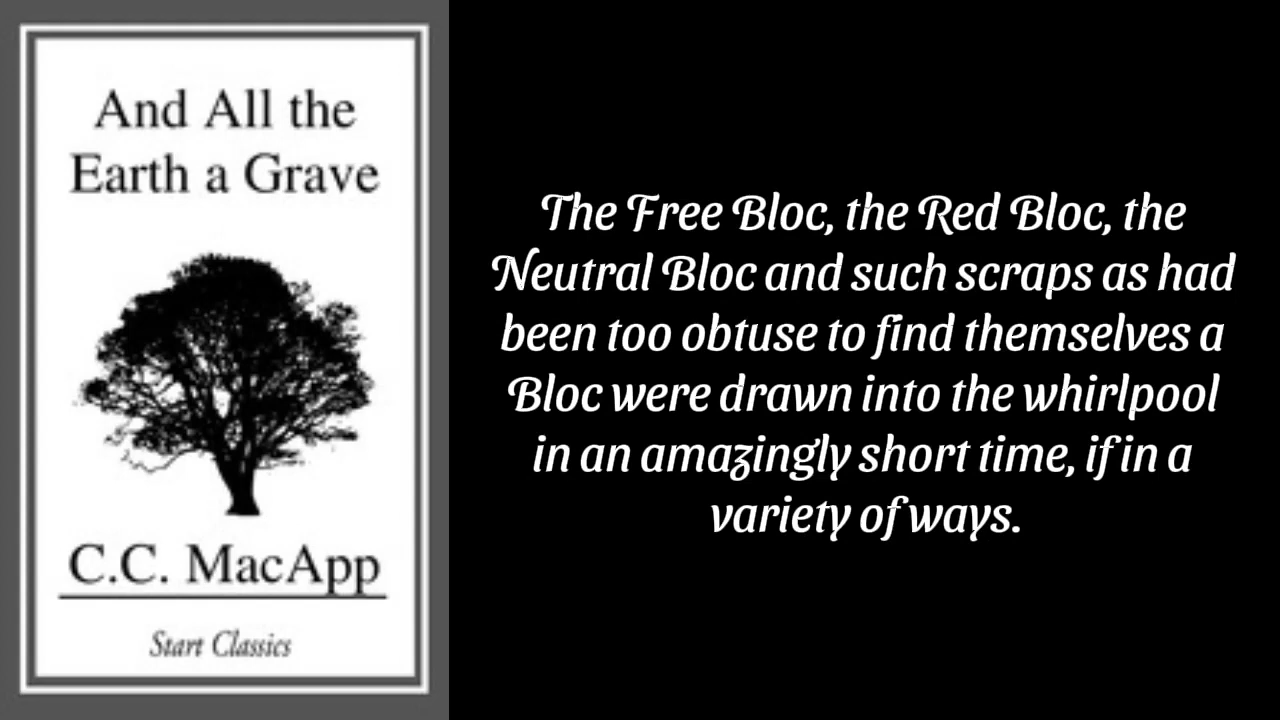 And All the
Earth a Grave
C.C. MacApp
Start Classics
The Free Bloc, the Red Bloc, the
Neutral Bloc and such scraps as had
been too obtuse to find themselves a
Bloc were drawn into the whirlpool
in an amazingly short time, if in a
variety of ways.